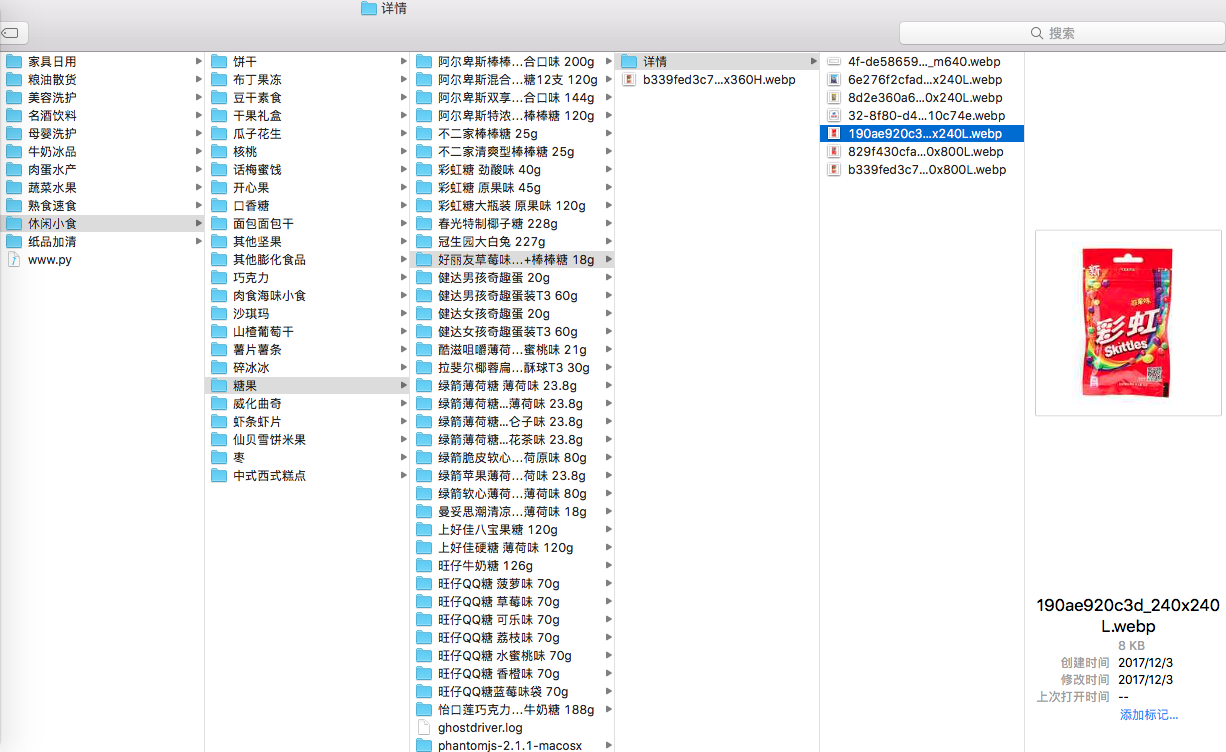 详情
搜索
家具日用
粮油散货
美容洗护
名酒饮料
母婴洗护
牛奶冰品
肉蛋水产
蔬菜水果
熟食速食
休闲小食
纸品加清
www.py
饼干
布丁果冻
豆干素食
干果礼盒
瓜子花生
核桃
话梅蜜饯
开心果
口香糖
面包面包干
其他坚果
其他膨化食品
巧克力
肉食海味小食
沙琪玛
山楂葡萄干
薯片薯条
碎冰冰
糖果
威化曲奇
虾条虾片
仙贝雪饼米果
枣
中式西式糕点
阿尔卑斯棒棒…合口味 200g
阿尔卑斯混合…糖12支 120g
阿尔卑斯双享…合口味 144g
阿尔卑斯特浓…棒棒糖 120g
不二家棒棒糖 25g
不二家清爽型棒棒糖 25g
彩虹糖 劲酸味 40g
彩虹糖 原果味 45g
彩虹糖大瓶装 原果味 120g
春光特制椰子糖 228g
冠生园大白兔 227g
好丽友草莓味…+棒棒糖 18g
健达男孩奇趣蛋 20g
健达男孩奇趣蛋装T3 60g
健达女孩奇趣蛋 20g
健达女孩奇趣蛋装T3 60g
酷滋咀嚼薄荷…蜜桃味 21g
拉斐尔椰蓉扁…酥球T3 30g
绿箭薄荷糖 薄荷味 23.8g
绿箭薄荷糖…薄荷味 23.8g
绿箭薄荷糖…仑子味 23.8g
绿箭薄荷糖…花茶味 23.8g
绿箭脆皮软心…荷原味 80g
绿箭苹果薄荷…荷味 23.8g
绿箭软心薄荷…薄荷味 80g
曼妥思潮清凉…薄荷味 18g
上好佳八宝果糖 120g
上好佳硬糖 薄荷味 120g
旺仔牛奶糖 126g
旺仔QQ糖 菠萝味 70g
旺仔QQ糖 草莓味 70g
旺仔QQ糖 可乐味 70g
旺仔QQ糖 荔枝味 70g
旺仔QQ糖 水蜜桃味 70g
旺仔QQ糖 香橙味 70g
旺仔QQ糖蓝莓味袋 70g
怡口莲巧克力…牛奶糖 188g
ghostdriver.log
phantomjs-2.1.1-macosx
详情
b339fed3c7…x360H.webp
4f-de58659…_m640.webp
6e276f2cfad…x240L.webp
8d2e360a6…0x240L.webp
32-8f80-d4…10c74e.webp
190ae920c3…x240L.webp
829f430cfa…0x800L.webp
b339fed3c7…0x800L.webp
彩虹
Skittles
190ae920c3d_240x240
L.webp
8 KB
创建时间 2017/12/3
修改时间 2017/12/3
上次打开时间 --
添加标记…